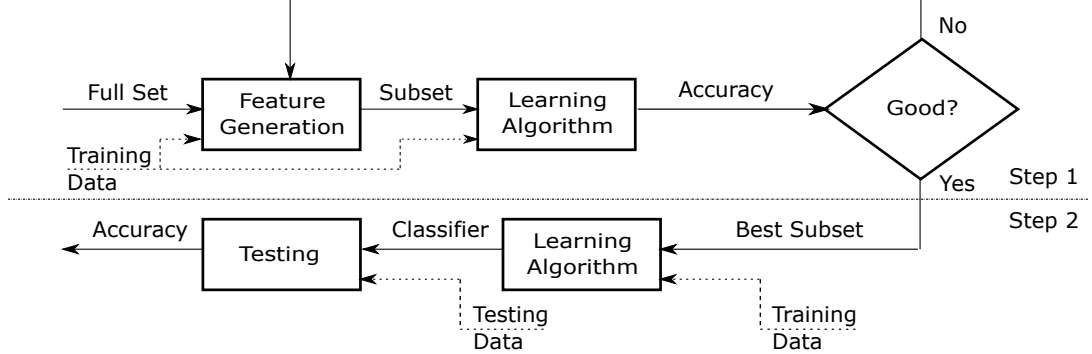 No
Full Set
Feature
Generation
Subset
Learning
Algorithm
Accuracy
Good?
Training
Data
Yes
Step 1
Step 2
Accuracy
Testing
Classifier
Learning
Algorithm
Best Subset
Testing
Data
Training
Data